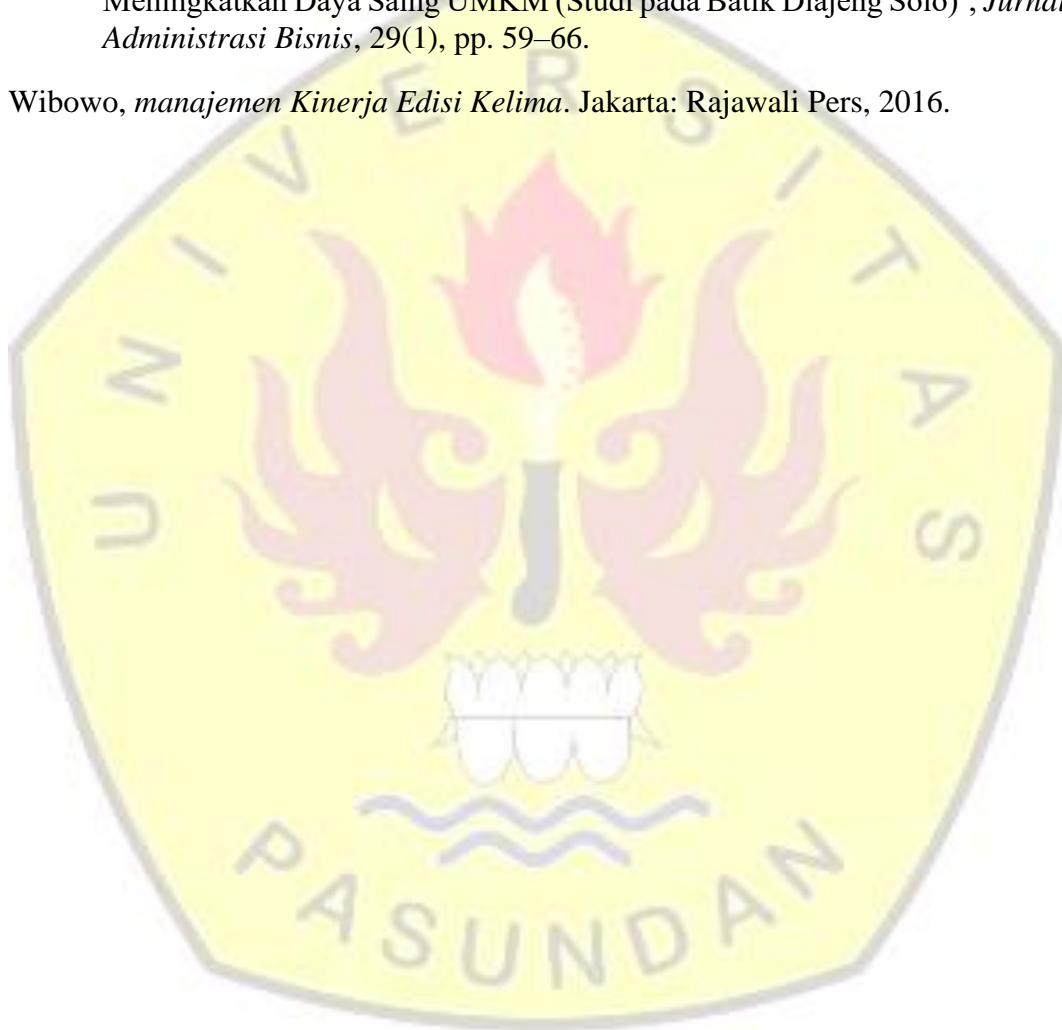 Meningkatkan Daya Saing UMKM (Studi pada Batik Diajeng Solo)", Jurnal
Administrasi Bisnis, 29(1), pp. 59–66.
Wibowo, manajemen Kinerja Edisi Kelima. Jakarta: Rajawali Pers, 2016.
UNIVERSITAS
PASUNDAN